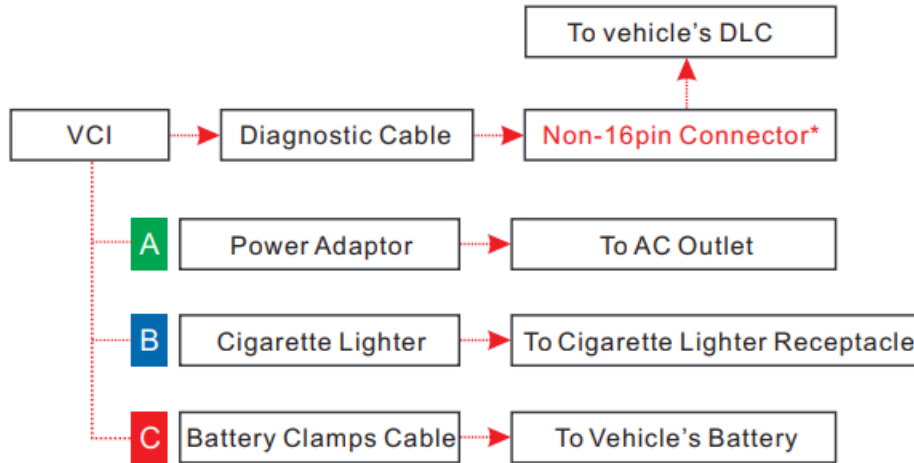 To vehicle's DLC
VCI
Diagnostic Cable
Non-16pin Connector*
A
Power Adaptor
To AC Outlet
B
Cigarette Lighter
To Cigarette Lighter Receptacle
C
Battery Clamps Cable
To Vehicle's Battery